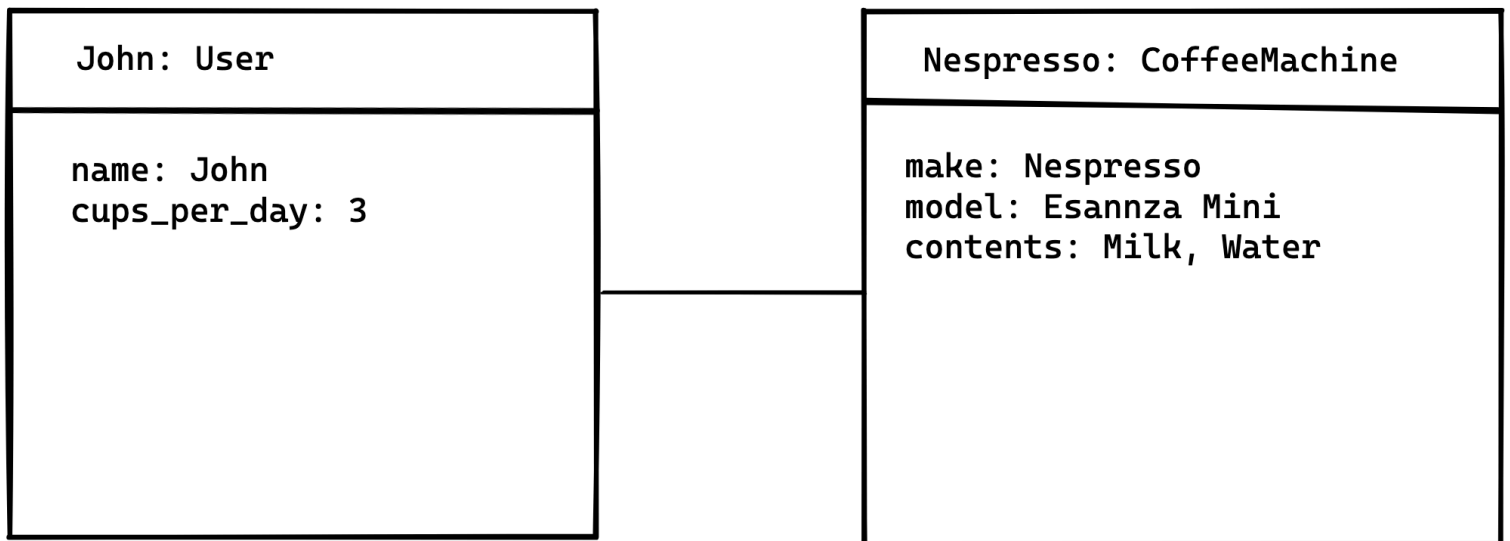 John: User
name: John
cups_per_day: 3
Nespresso: CoffeeMachine
make: Nespresso
model: Esannza Mini
contents: Milk, Water